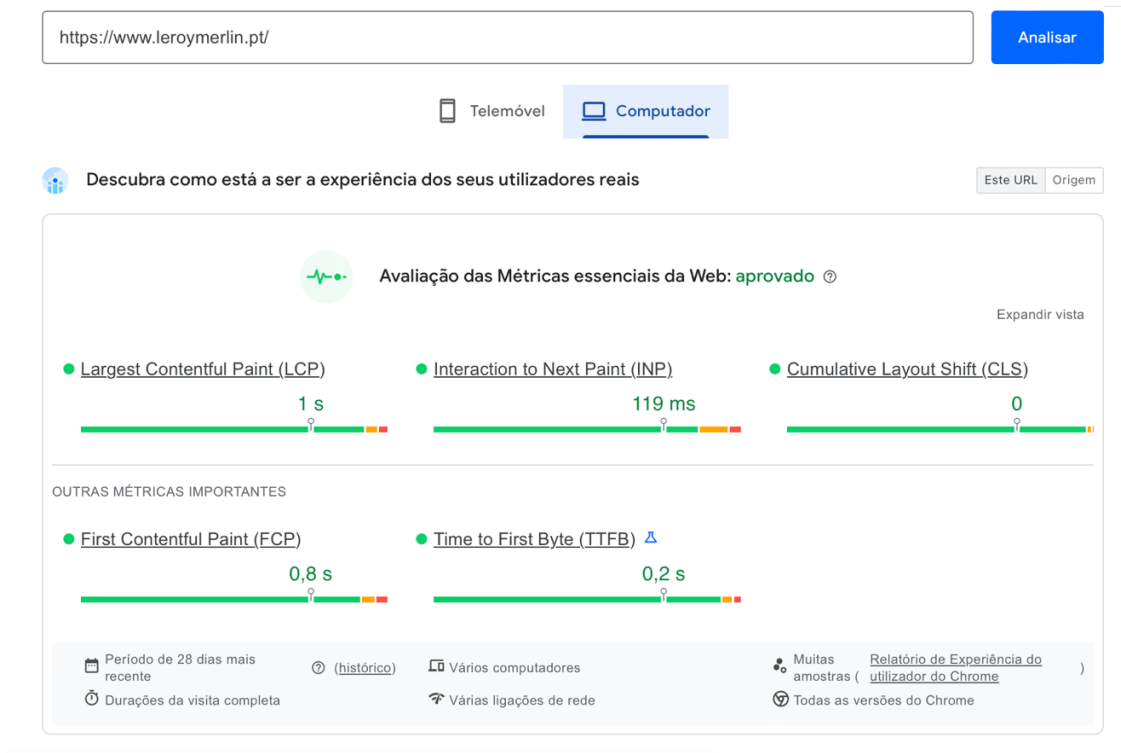 https://www.leroymerlin.pt/
Analisar
Telemóvel
Computador
Descubra como está a ser a experiência dos seus utilizadores reais
Este URL
Origem
Avaliação das Métricas essenciais da Web: aprovado
Expandir vista
Largest Contentful Paint (LCP)
1 s
Interaction to Next Paint (INP)
119 ms
Cumulative Layout Shift (CLS)
0
OUTRAS MÉTRICAS IMPORTANTES
First Contentful Paint (FCP)
0,8 s
Time to First Byte (TTFB)
0,2 s
Período de 28 dias mais
recente
(histórico)
Vários computadores
Muitas
amostras (
Relatório de Experiência do
utilizador do Chrome
)
Durações da visita completa
Várias ligações de rede
Todas as versões do Chrome